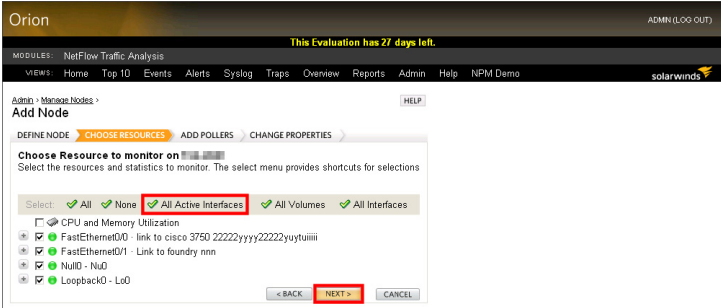 Orion
ADMIN (LOG OUT)
This Evaluation has 27 days left.
MODULES: NetFlow Traffic Analysis
VIEWS: Home Top 10 Events Alerts Syslog Traps Overview Reports Admin Help NPM Demo
solarwinds
Admin > Manage Nodes >
HELP
Add Node
DEFINE NODE CHOOSE RESOURCES ADD POLLERS CHANGE PROPERTIES
Choose Resource to monitor on
Select the resources and statistics to monitor. The select menu provides shortcuts for selections
Select: All None All Active Interfaces All Volumes All Interfaces
CPU and Memory Utilization
FastEthernet0/0 - link to cisco 3750 22222yyyy22222yuytuiiiii
FastEthernet0/1 - Link to foundry nnn
Null0 - Nu0
Loopback0 - Lo0
< BACK NEXT > CANCEL